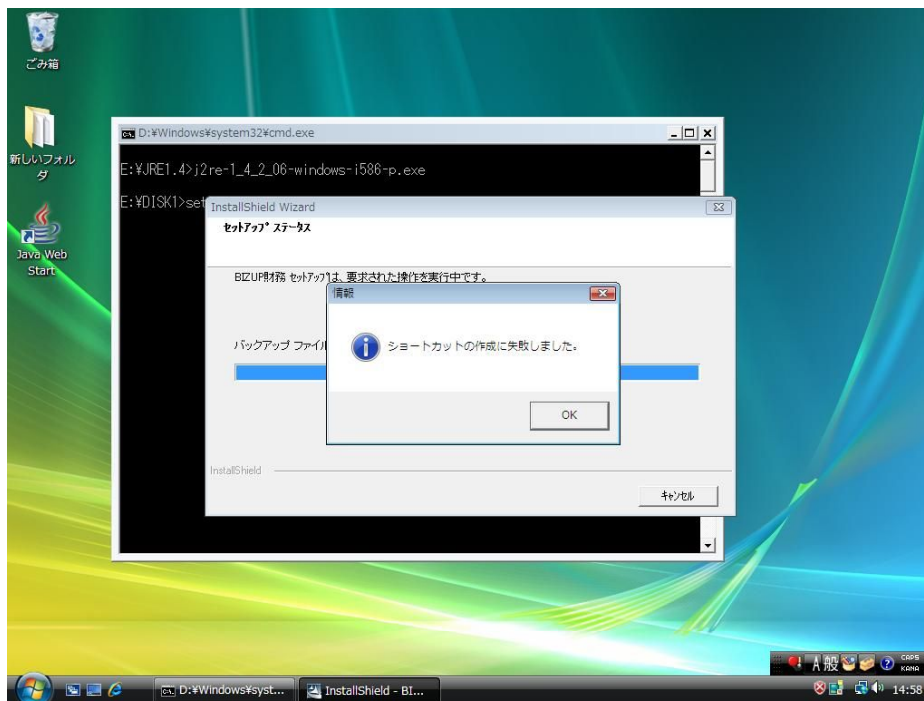 ごみ箱
新しいフォル
ダ
Java Web
Start
D:¥Windows¥system32¥cmd.exe
E:¥JRE1.4>j2re-1_4_2_06-windows-i586-p.exe
E:¥DISK1>set
InstallShield Wizard
セットアップ ステータス
BIZUP財務 セットアップは、要求された操作を実行中です。
情報
バックアップ ファイル
ショートカットの作成に失敗しました。
OK
InstallShield
キャンセル
A 般
CAPS
KANA
D:¥Windows¥syst...
InstallShield - BI...
14:58